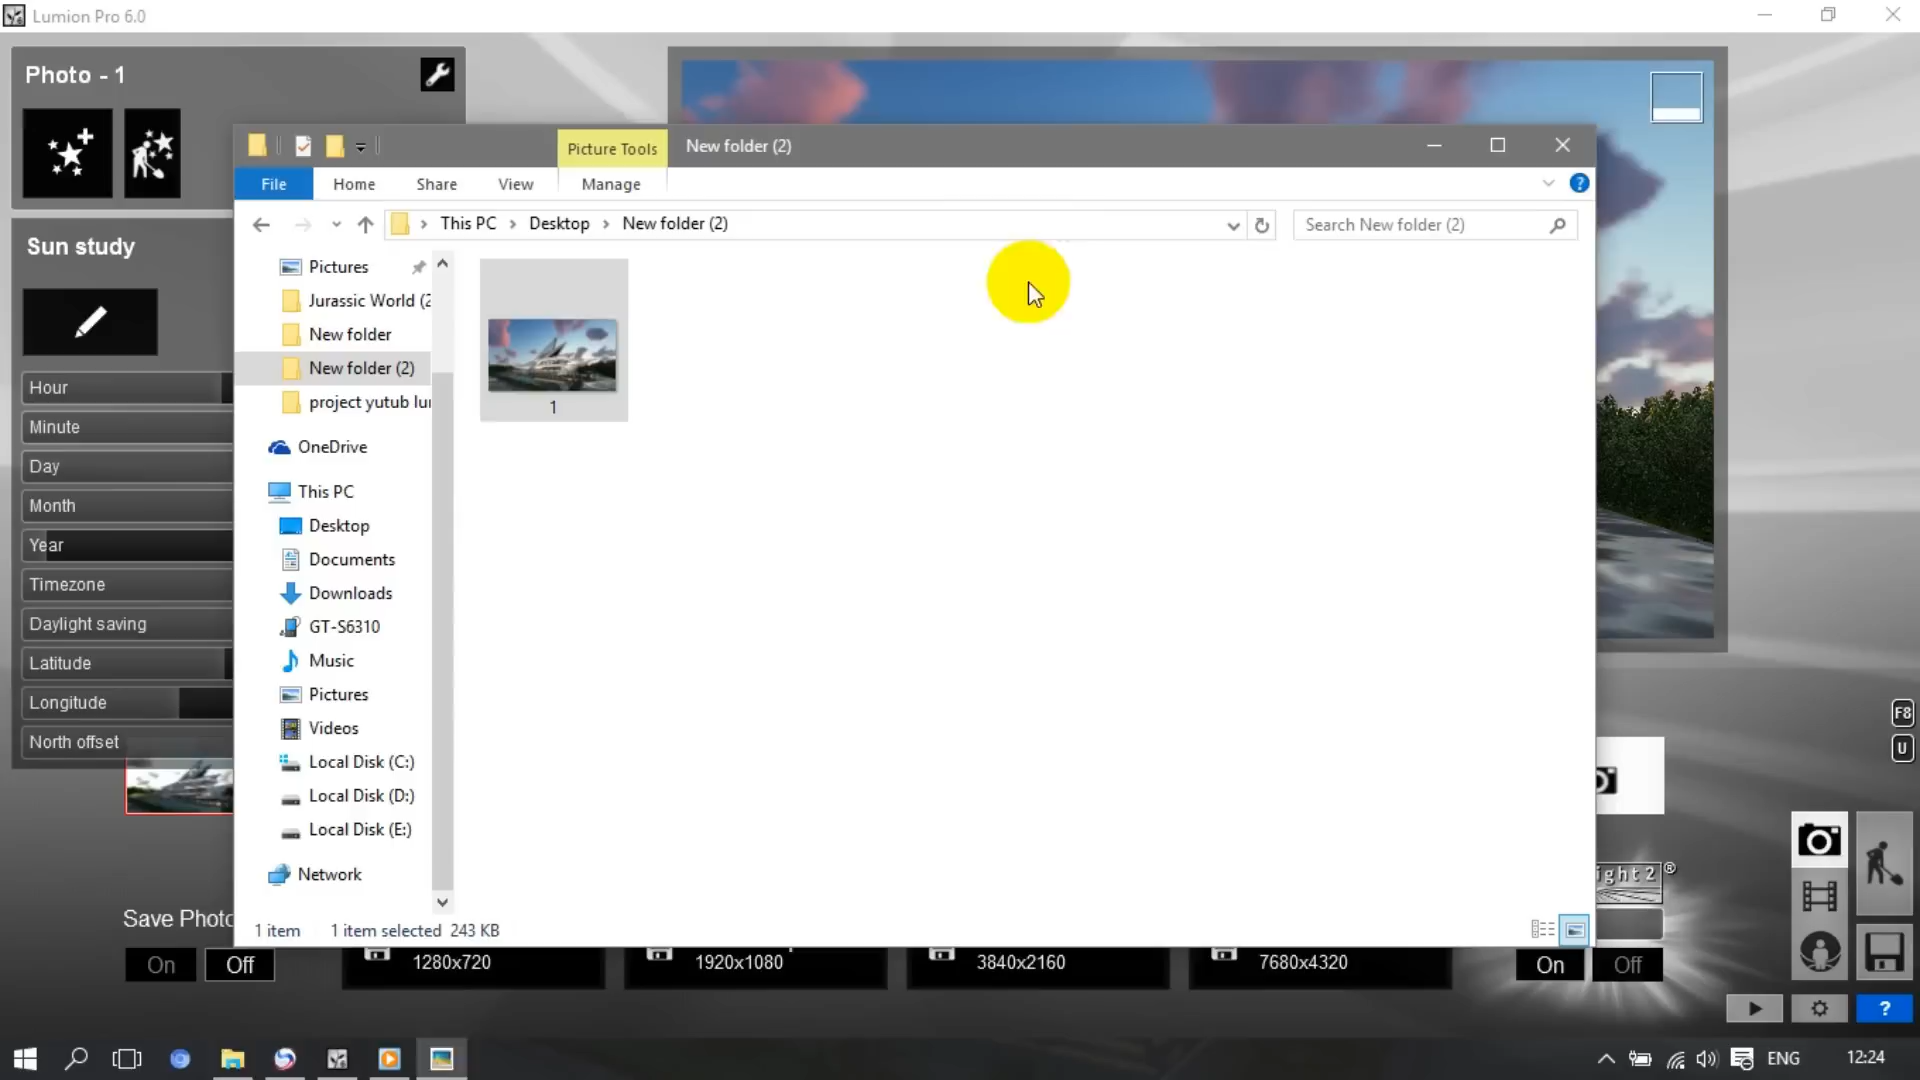 Lumion Pro 6.0
Photo - 1
Picture Tools
New folder (2)
File
Home
Share
View
Manage
?
This PC
Desktop
New folder (2)
Search New folder (2)
Sun study
Hour
Minute
Day
Month
Year
Timezone
Daylight saving
Latitude
Longitude
North offset
Pictures
Jurassic World (2
New folder
New folder (2)
project yutub
OneDrive
This PC
Desktop
Documents
Downloads
GT-S6310
Music
Pictures
Videos
Local Disk (C:)
Local Disk (D:)
Local Disk (E:)
Network
1
1 item
1 item selected 243 KB
F8
U
ight 2 ®
Save Photo
On
Off
1280x720
1920x1080
3840x2160
7680x4320
On
Off
?
ENG
12:24